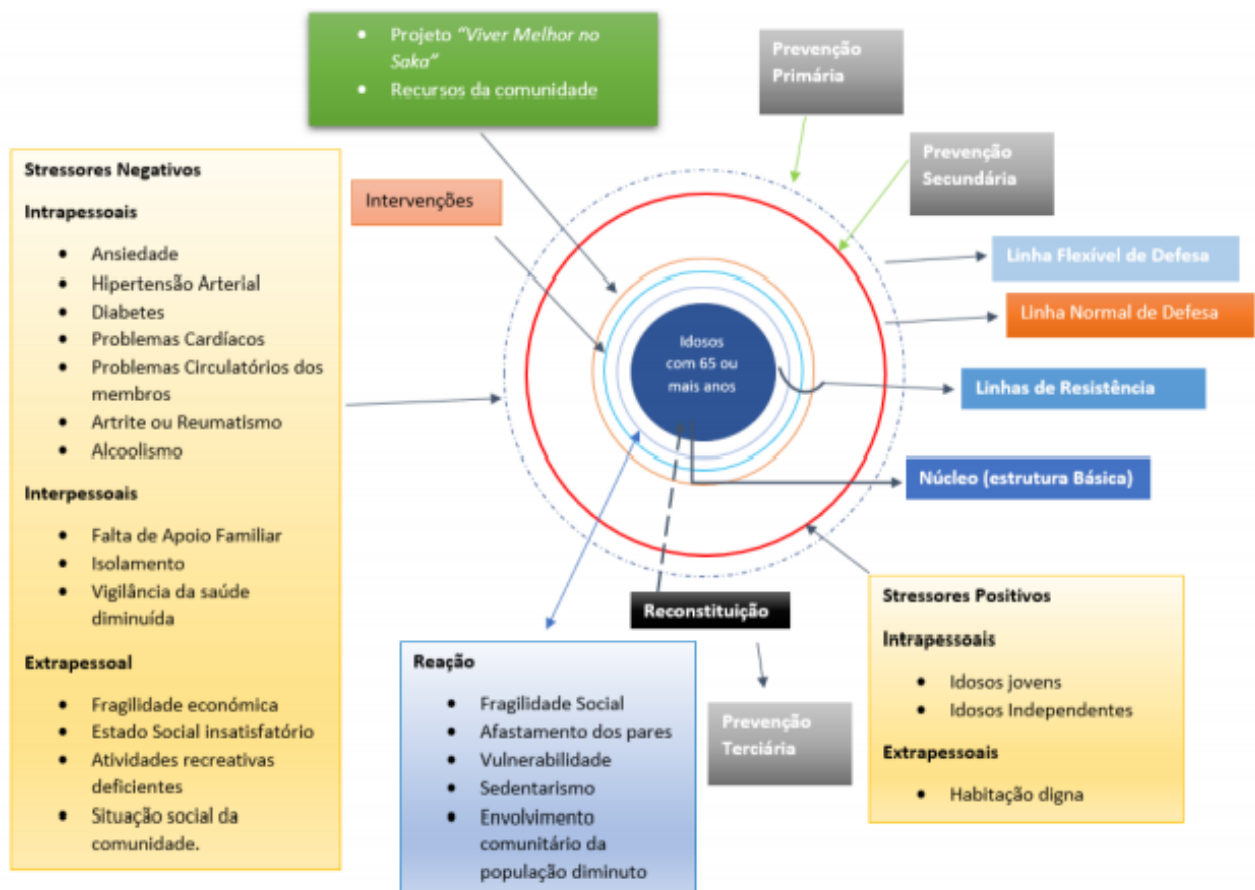 Projeto “Viver Melhor no
Saka”
Recursos da comunidade
Prevenção
Primária
Prevenção
Secundária
Stressores Negativos
Intrapessoais
Ansiedade
Hipertensão Arterial
Diabetes
Problemas Cardíacos
Problemas Circulatórios dos
membros
Artrite ou Reumatismo
Alcoolismo
Interpessoais
Falta de Apoio Familiar
Isolamento
Vigilância da saúde
diminuída
Extrapessoal
Fragilidade económica
Estado Social insatisfatório
Atividades recreativas
deficientes
Situação social da
comunidade.
Intervenções
Idosos
com 65 ou
mais anos
Linha Flexível de Defesa
Linha Normal de Defesa
Linhas de Resistência
Núcleo (estrutura Básica)
Reconstituição
Reação
Fragilidade Social
Afastamento dos pares
Vulnerabilidade
Sedentarismo
Envolvimento
comunitário da
população diminuto
Prevenção
Terciária
Stressores Positivos
Intrapessoais
Idosos jovens
Idosos Independentes
Extrapessoais
Habitação digna